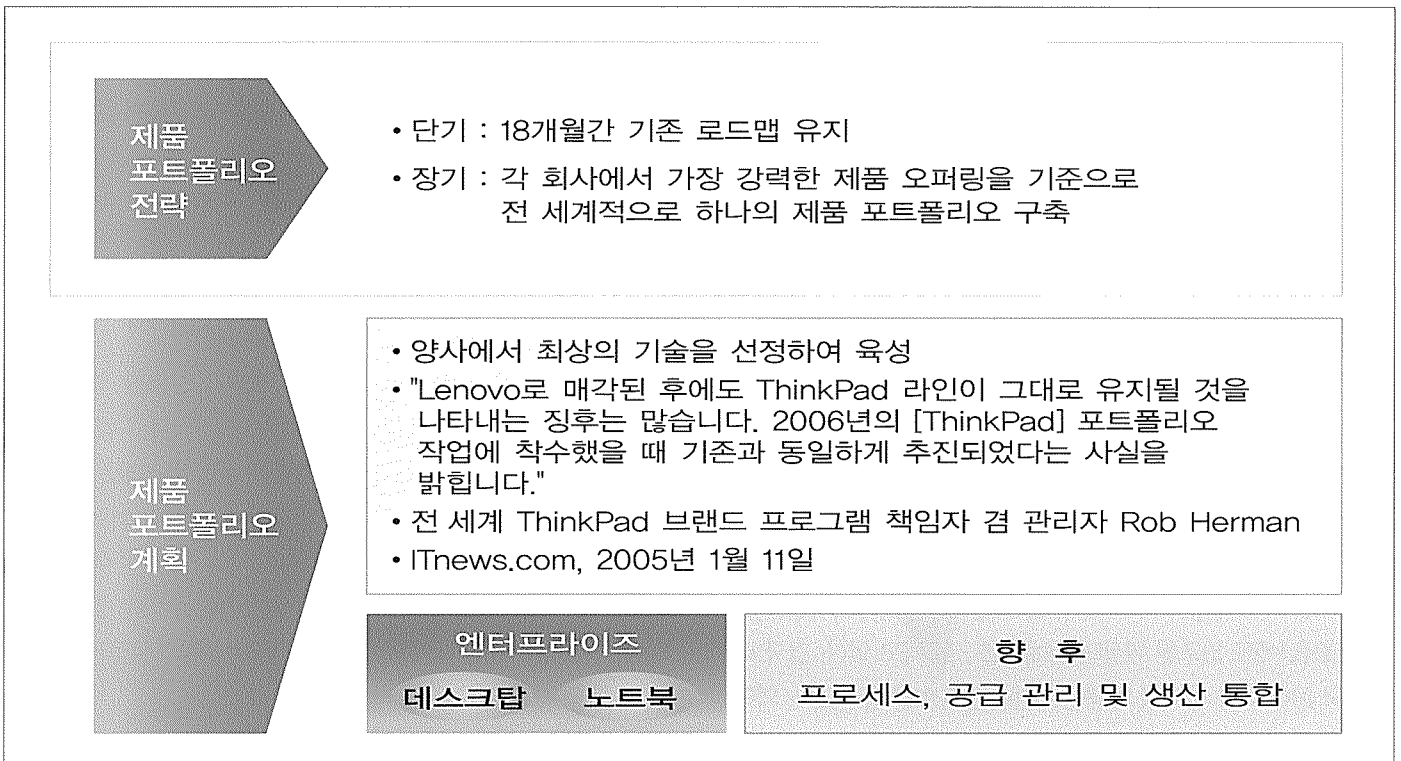 제품
포트폴리오
전략
• 단기 : 18개월간 기존 로드맵 유지
• 장기 : 각 회사에서 가장 강력한 제품 오퍼링을 기준으로
전 세계적으로 하나의 제품 포트폴리오 구축
제품
포트폴리오
계획
• 양사에서 최상의 기술을 선정하여 육성
• "Lenovo로 매각된 후에도 ThinkPad 라인이 그대로 유지될 것을
나타내는 징후는 많습니다. 2006년의 [ThinkPad] 포트폴리오
작업에 착수했을 때 기존과 동일하게 추진되었다는 사실을
밝힙니다."
• 전 세계 ThinkPad 브랜드 프로그램 책임자 겸 관리자 Rob Herman
• ITnews.com, 2005년 1월 11일
엔터프라이즈
데스크탑 노트북
향 후
프로세스, 공급 관리 및 생산 통합